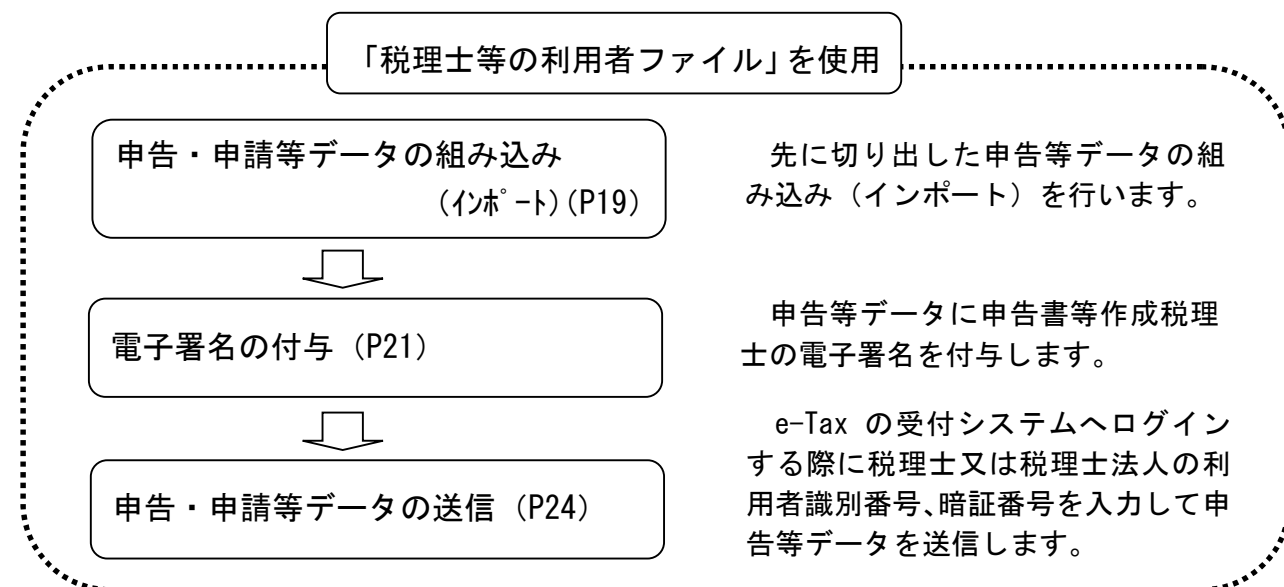 「税理士等の利用者ファイル」を使用
申告・申請等データの組み込み
(ｲﾝﾎﾟｰﾄ)(P19)
先に切り出した申告等データの組
み込み（インポート）を行います。
電子署名の付与（P21）
申告等データに申告書等作成税理
士の電子署名を付与します。
申告・申請等データの送信（P24）
e-Tax の受付システムへログイン
する際に税理士又は税理士法人の利
用者識別番号、暗証番号を入力して申
告等データを送信します。